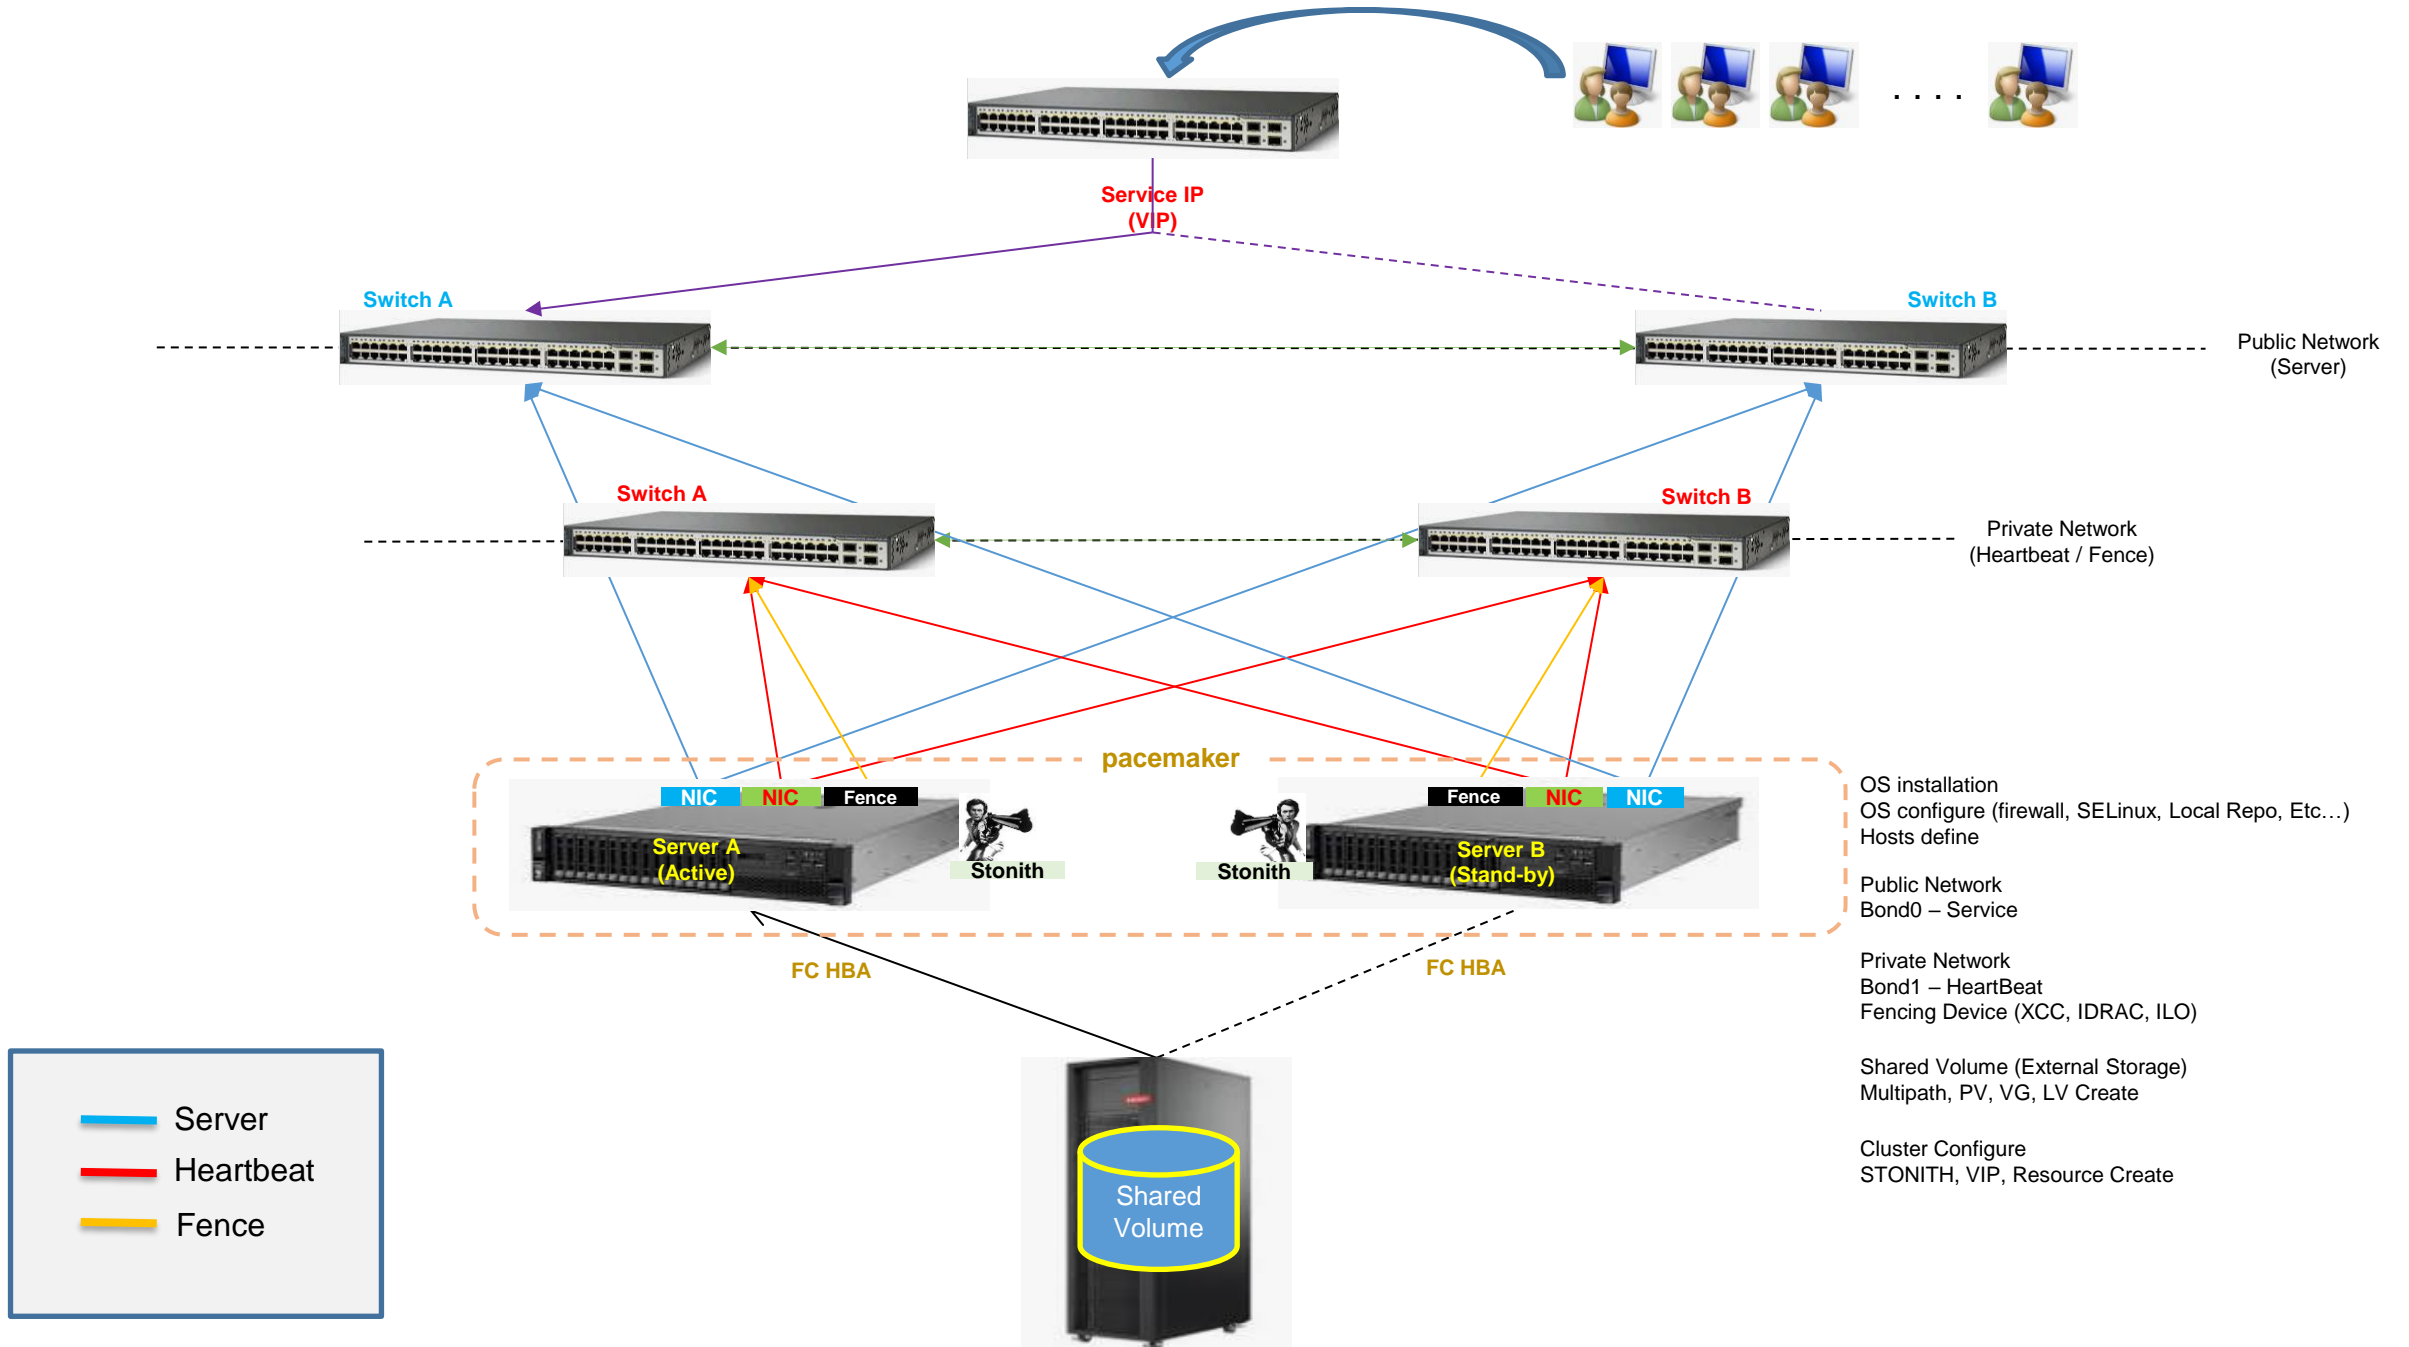 . . . .
Service IP
(VIP)
Switch A
Switch B
Public Network
(Server)
Switch A
Switch B
Private Network
(Heartbeat / Fence)
pacemaker
NIC
NIC
Fence
Fence
NIC
NIC
Server A
(Active)
Stonith
Stonith
Server B
(Stand-by)
OS installation
OS configure (firewall, SELinux, Local Repo, Etc…)
Hosts define
Public Network
Bond0 – Service
Private Network
Bond1 – HeartBeat
Fencing Device (XCC, IDRAC, ILO)
Shared Volume (External Storage)
Multipath, PV, VG, LV Create
Cluster Configure
STONITH, VIP, Resource Create
FC HBA
FC HBA
Shared
Volume
Server
Heartbeat
Fence